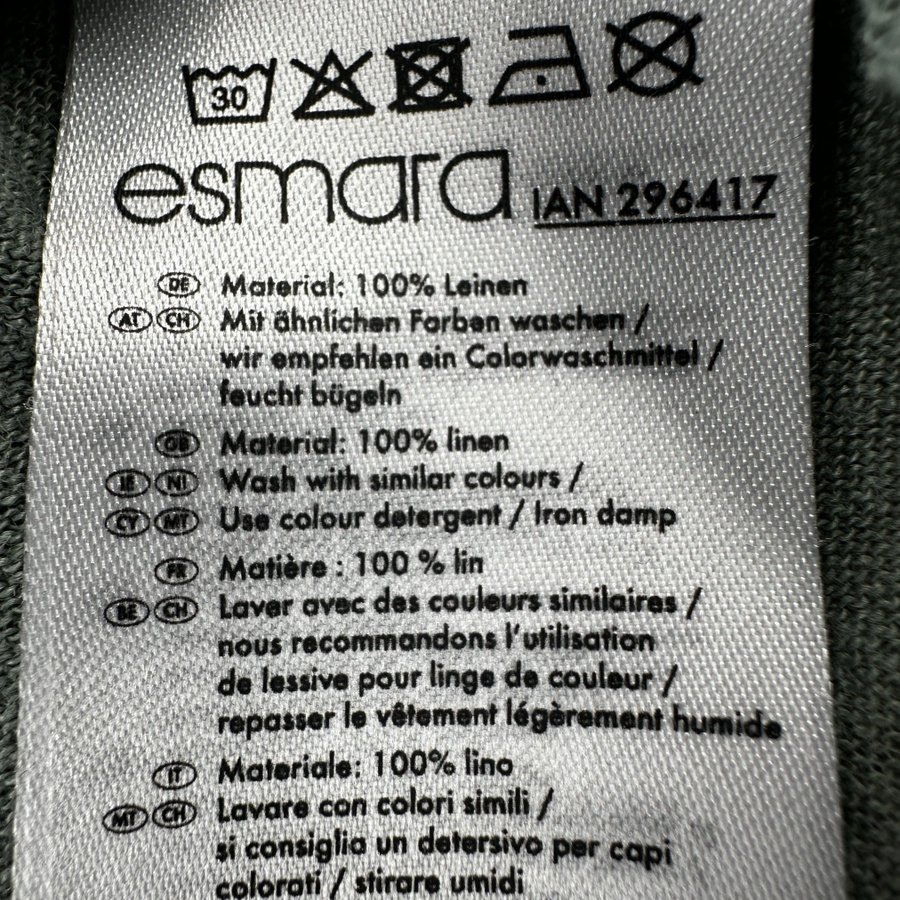 30
esmara IAN 296417
DE Material: 100% Leinen
AT CH Mit ähnlichen Farben waschen /
wir empfehlen ein Colorwaschmittel /
feucht bügeln
GB Material: 100% linen
IE NI Wash with similar colours /
CY MT Use colour detergent / Iron damp
FR Matière : 100 % lin
BE CH Laver avec des couleurs similaires /
nous recommandons l'utilisation
de lessive pour linge de couleur /
repasser le vêtement légèrement humide
IT Materiale: 100% lino
MT CH Lavare con colori simili /
si consiglia un detersivo per capi
colorati / stirare umidi